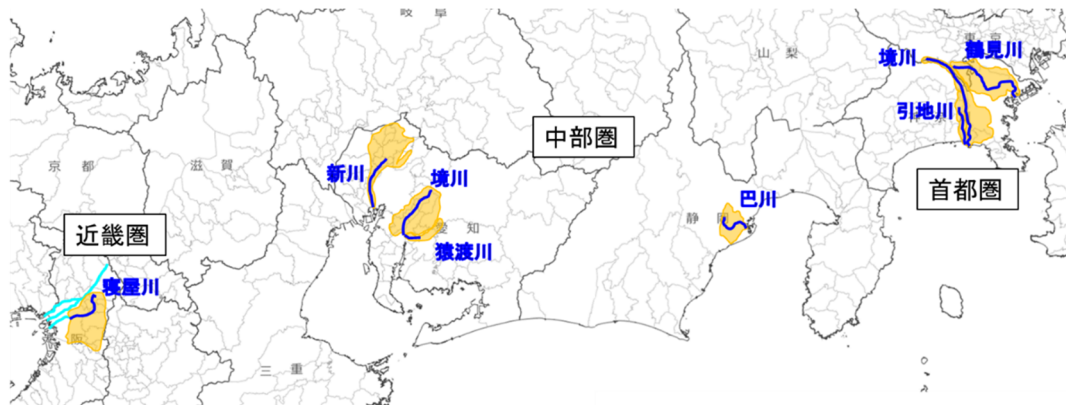 岐 阜
山 梨
東 京
境川
鶴見川
引地川
中部圏
京 都
滋 賀
新川
境川
首都圏
静 岡
巴川
愛 知
近畿圏
猿渡川
寝屋川
阪
三 重